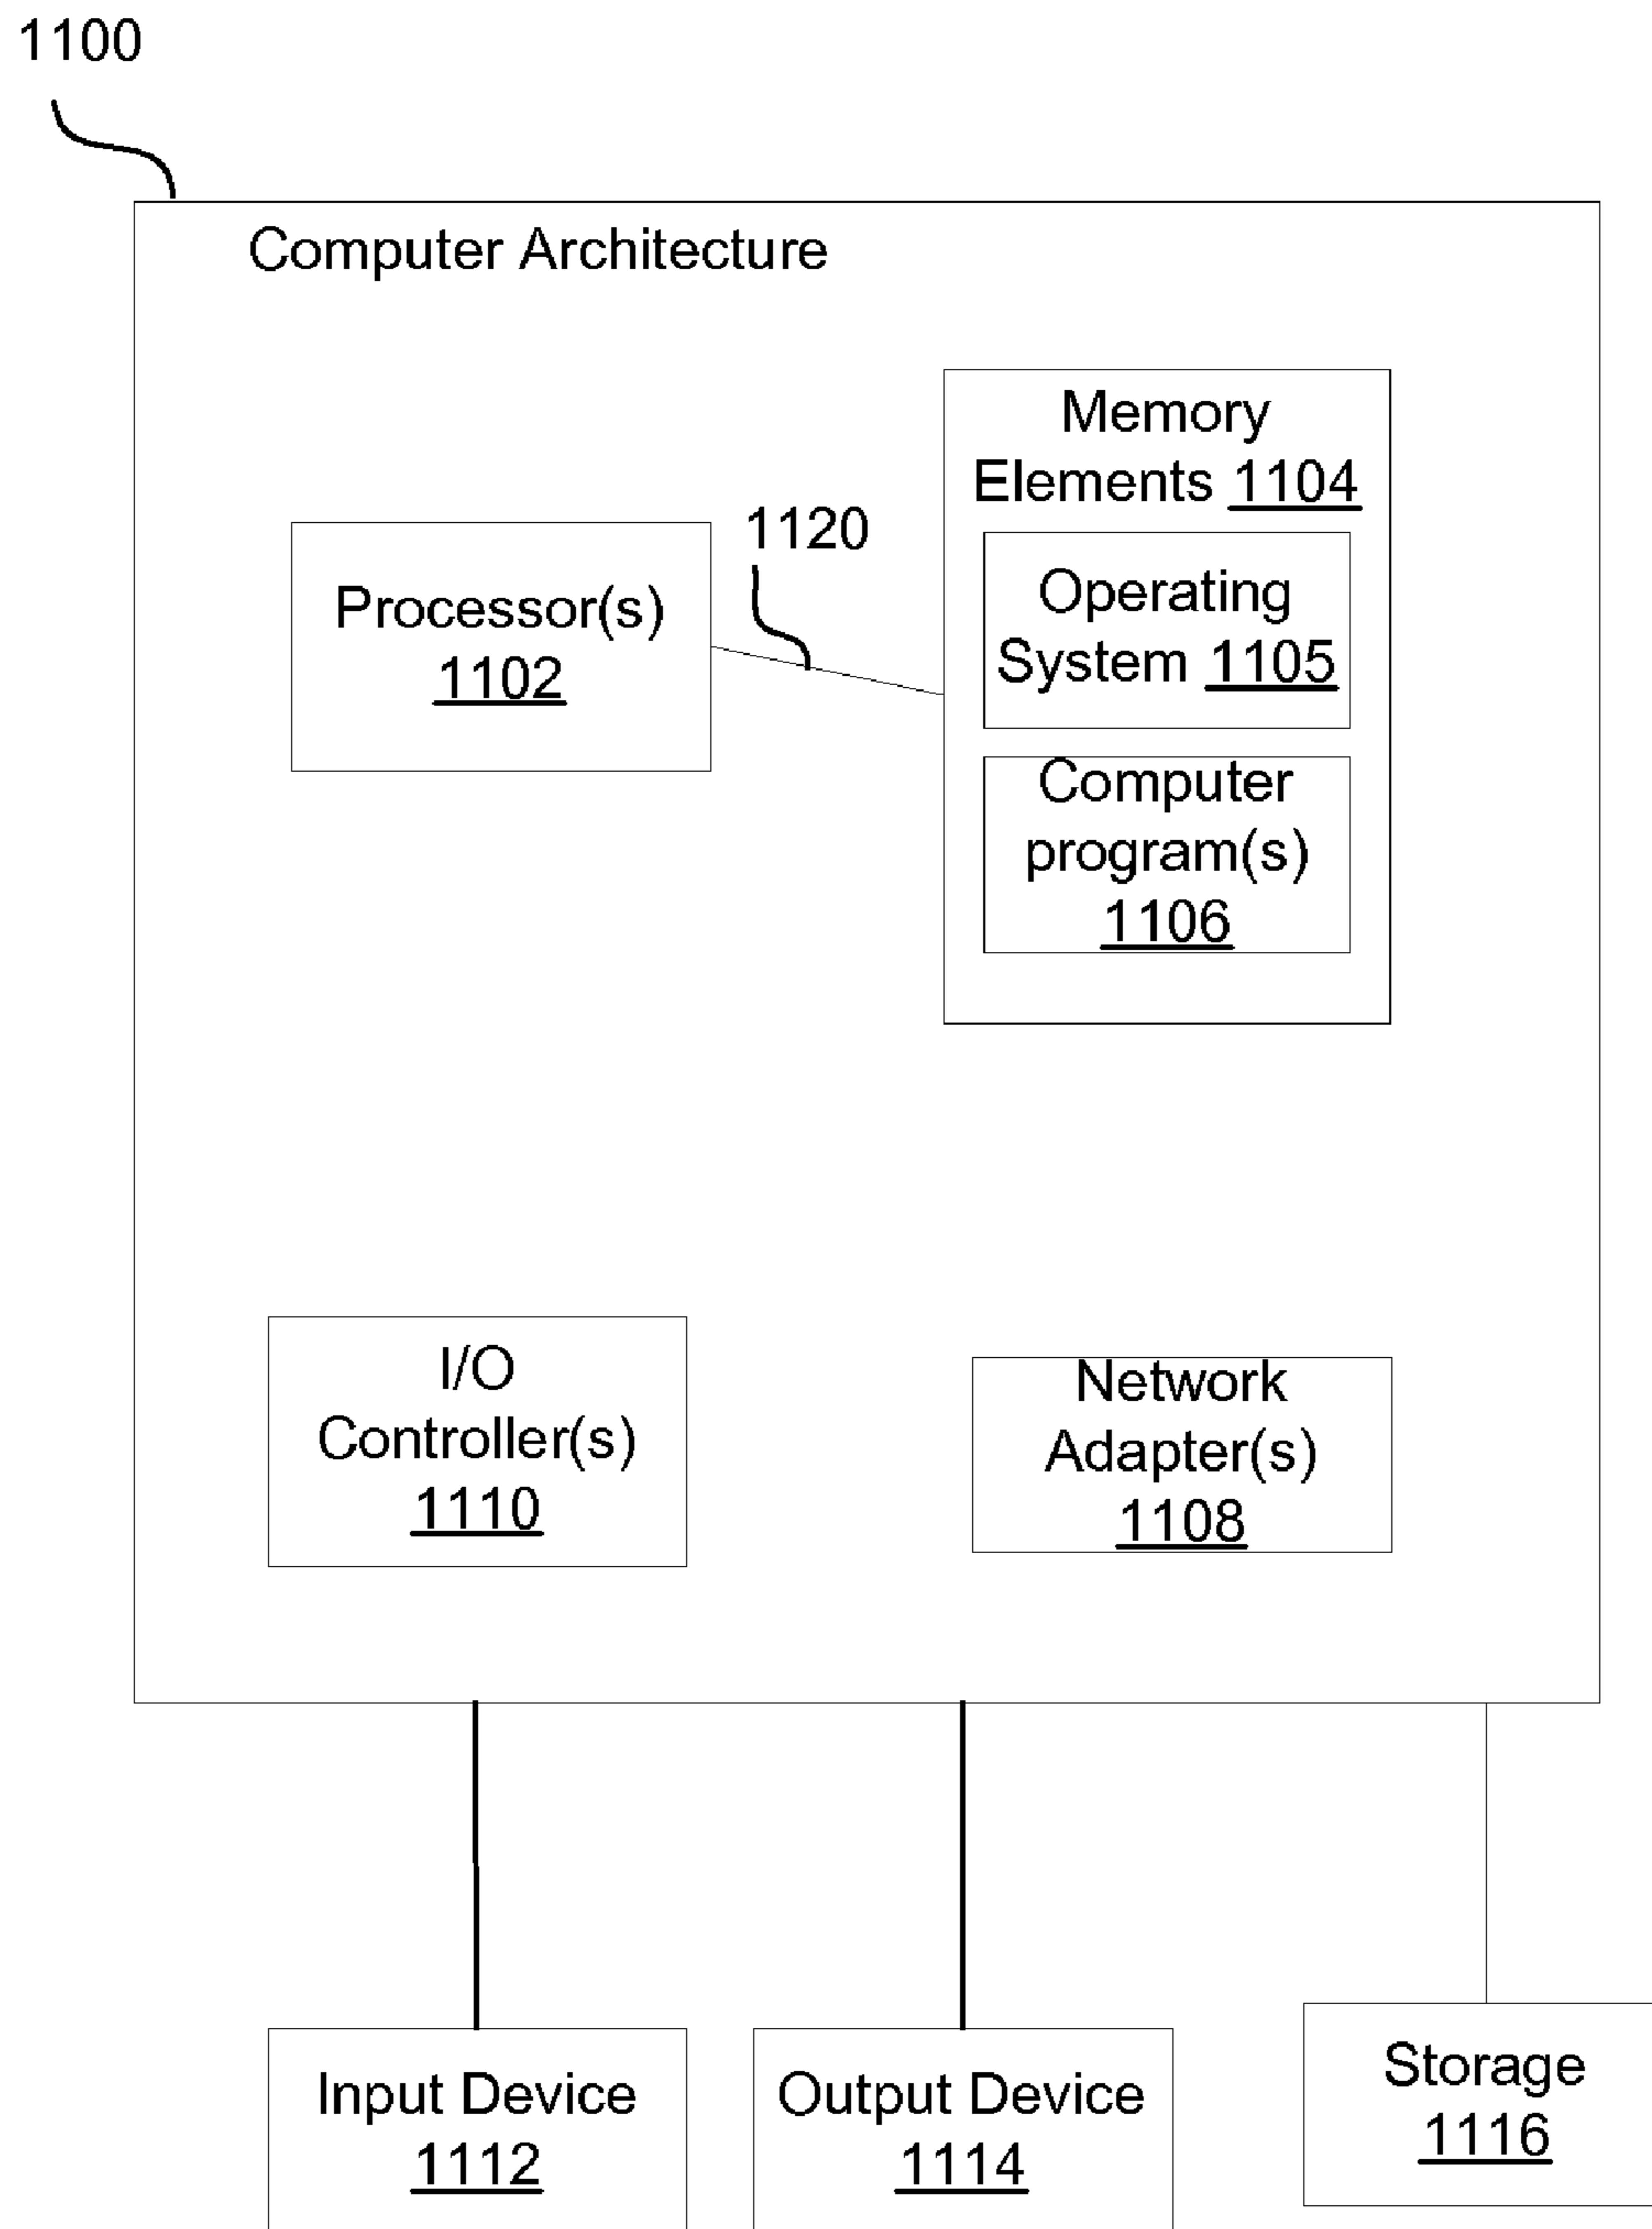 1100
Computer Architecture
Memory
Elements 1104
1120
Operating
System 1105
Processor(s)
1102
Computer
program(s)
1106
I/O
Controller(s)
1110
Network
Adapter(s)
1108
Input Device
1112
Output Device
1114
Storage
1116